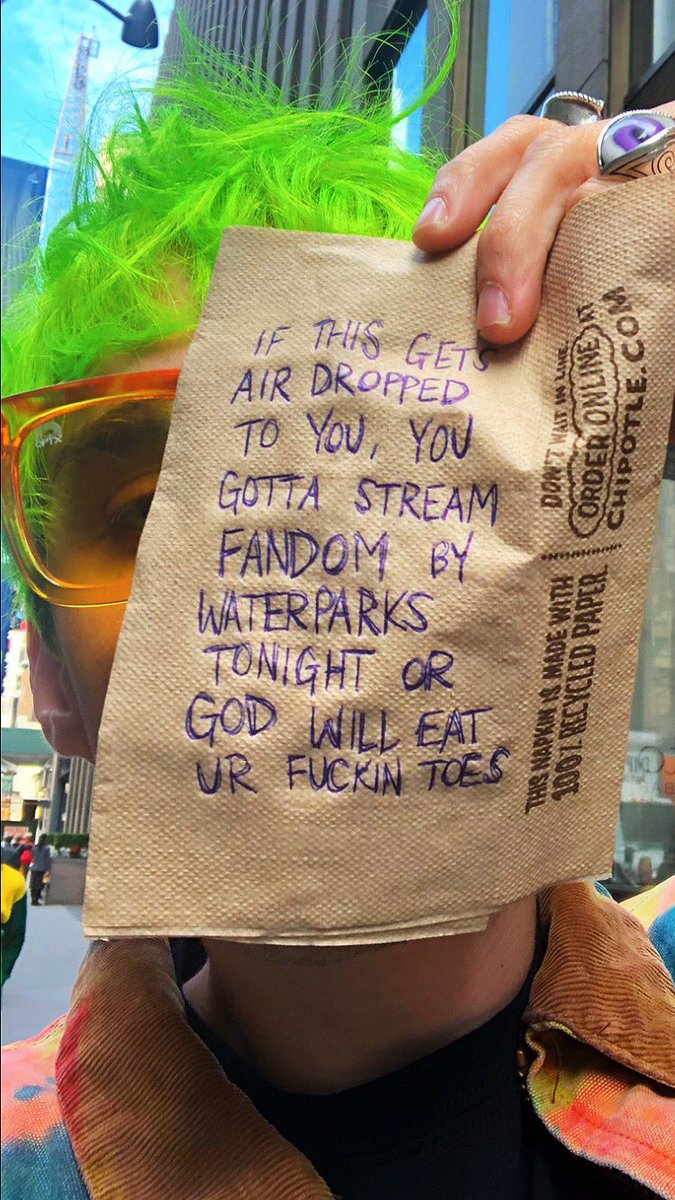 IF THIS GETS
AIR DROPPED
TO YOU, YOU
GOTTA STREAM
FANDOM BY
WATERPARKS
TONIGHT OR
GOD WILL EAT
UR FUCKIN TOES
DON'T WAIT IN LINE.
ORDER ONLINE AT
CHIPOTLE.COM
THIS NAPKIN IS MADE WITH
100% RECYCLED PAPER.